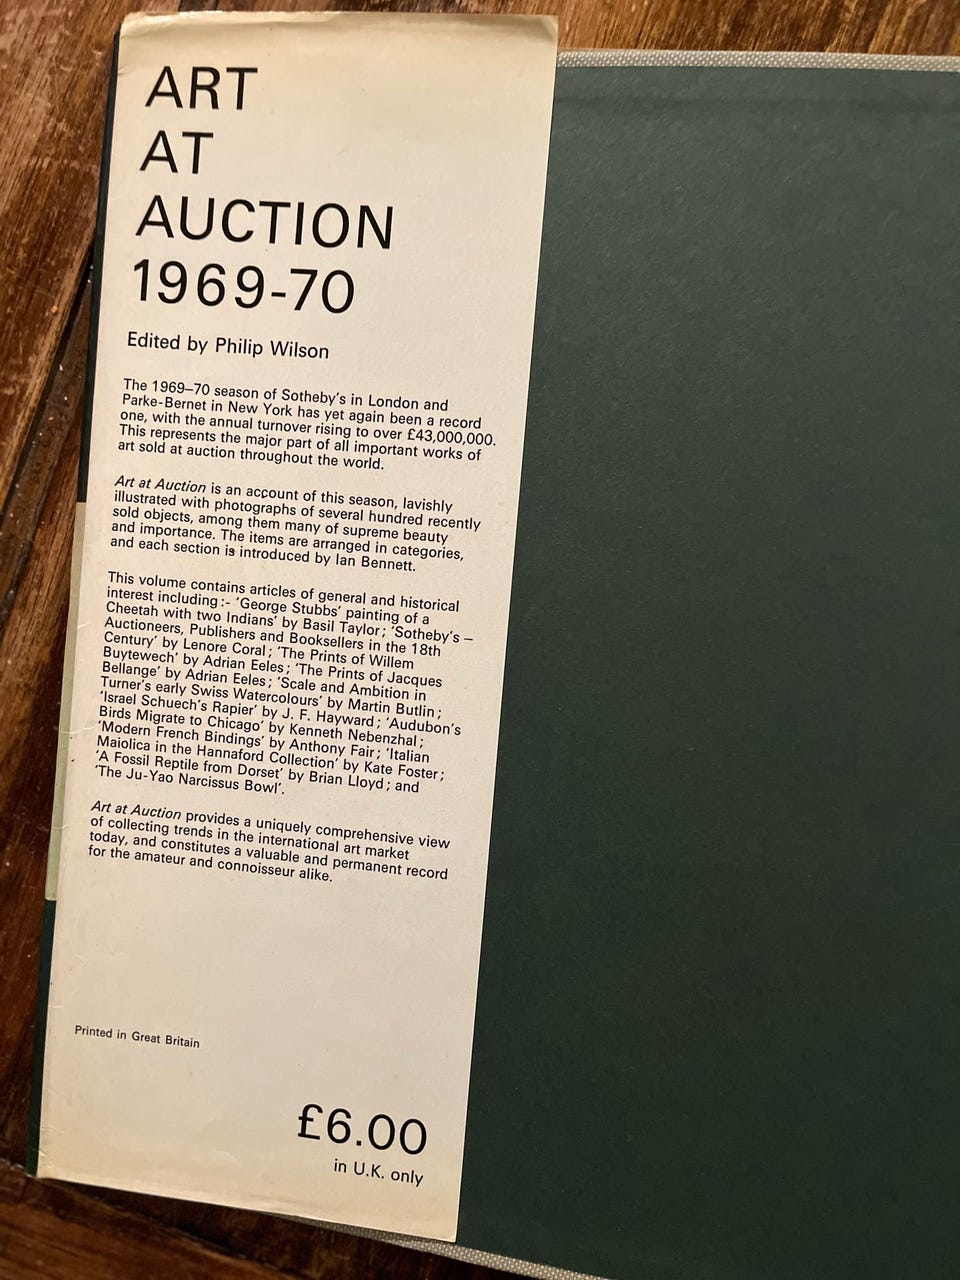 ART
AT
AUCTION
1969-70
Edited by Philip Wilson
The 1969–70 season of Sotheby's in London and
Parke-Bernet in New York has yet again been a record
one, with the annual turnover rising to over £43,000,000.
This represents the major part of all important works of
art sold at auction throughout the world.
Art at Auction is an account of this season, lavishly
illustrated with photographs of several hundred recently
sold objects, among them many of supreme beauty
and importance. The items are arranged in categories,
and each section is introduced by Ian Bennett.
This volume contains articles of general and historical
interest including:- 'George Stubbs' painting of a
Cheetah with two Indians' by Basil Taylor; 'Sotheby's –
Auctioneers, Publishers and Booksellers in the 18th
Century' by Lenore Coral; 'The Prints of Willem
Buytewech' by Adrian Eeles; 'The Prints of Jacques
Bellange' by Adrian Eeles; 'Scale and Ambition in
Turner's early Swiss Watercolours' by Martin Butlin;
'Israel Schuech's Rapier' by J. F. Hayward; 'Audubon's
Birds Migrate to Chicago' by Kenneth Nebenzhal;
'Modern French Bindings' by Anthony Fair; 'Italian
Maiolica in the Hannaford Collection' by Kate Foster;
'A Fossil Reptile from Dorset' by Brian Lloyd; and
'The Ju-Yao Narcissus Bowl'.
Art at Auction provides a uniquely comprehensive view
of collecting trends in the international art market
today, and constitutes a valuable and permanent record
for the amateur and connoisseur alike.
Printed in Great Britain
£6.00
in U.K. only